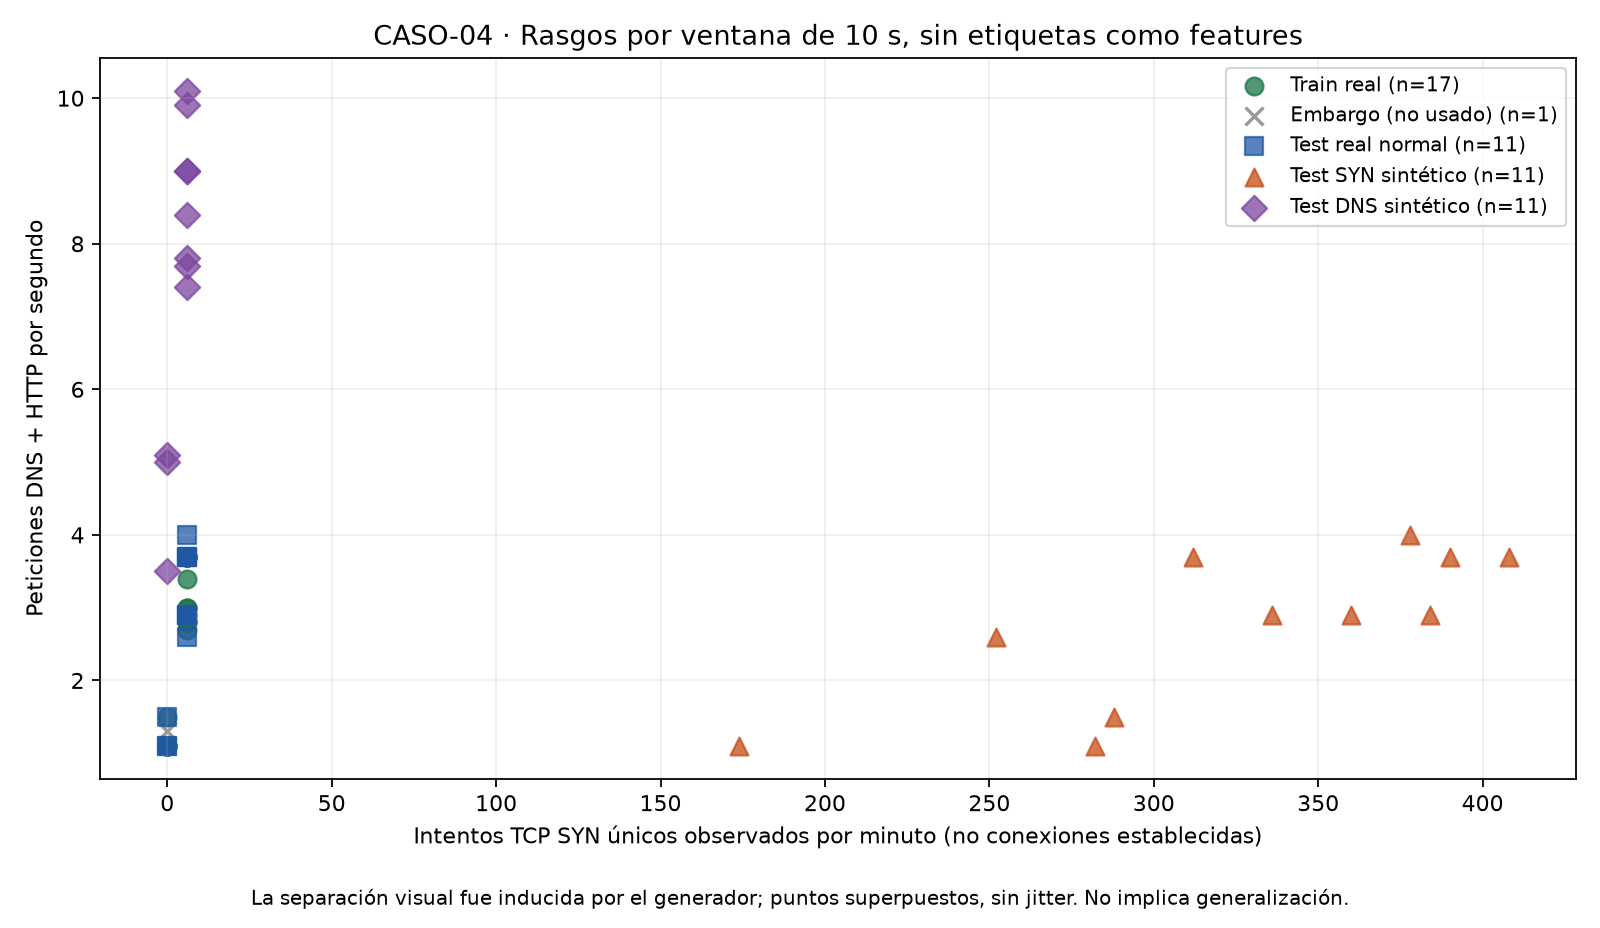 CASO-04 · Rasgos por ventana de 10 s, sin etiquetas como features
Train real (n=17)
Embargo (no usado) (n=1)
Test real normal (n=11)
Test SYN sintético (n=11)
Test DNS sintético (n=11)
Peticiones DNS + HTTP por segundo
10
8
6
4
2
0 50 100 150 200 250 300 350 400
Intentos TCP SYN únicos observados por minuto (no conexiones establecidas)
La separación visual fue inducida por el generador; puntos superpuestos, sin jitter. No implica generalización.